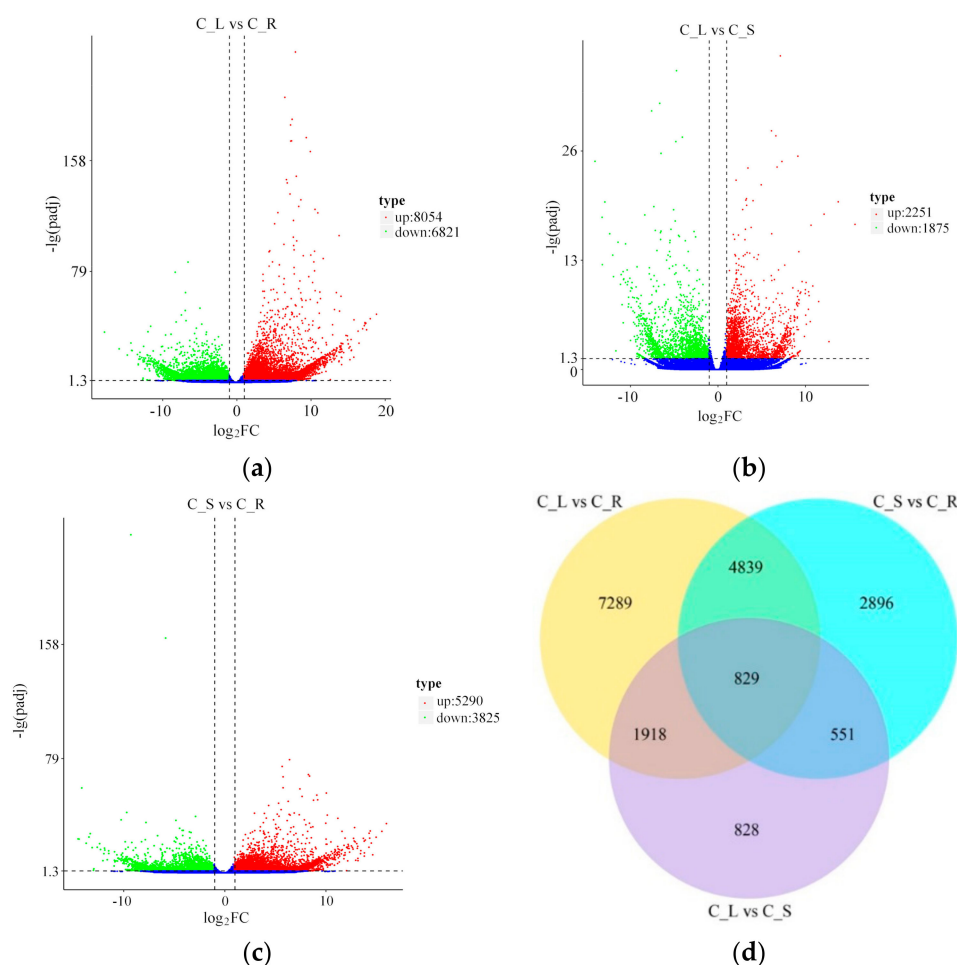 C_L vs C_R
-lg(padj)
158
79
1.3
-10
0
10
20
log₂FC
type
up:8054
down:6821
(a)
C_L vs C_S
-lg(padj)
26
13
1.3
0
-10
0
10
log₂FC
type
up:2251
down:1875
(b)
C_S vs C_R
-lg(padj)
158
79
1.3
-10
0
10
log₂FC
type
up:5290
down:3825
(c)
C_L vs C_R
C_S vs C_R
4839
7289
2896
829
1918
551
828
C_L vs C_S
(d)